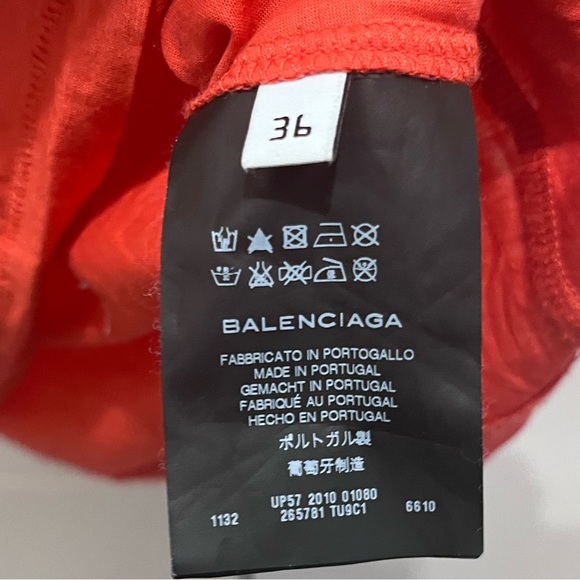 36
BALENCIAGA
FABBRICATO IN PORTOGALLO
MADE IN PORTUGAL
GEMACHT IN PORTUGAL
FABRIQUÉ AU PORTUGAL
HECHO EN PORTUGAL
ポルトガル製
葡萄牙制造
UP57 2010 01080
1132 265781 TU9C1 6610